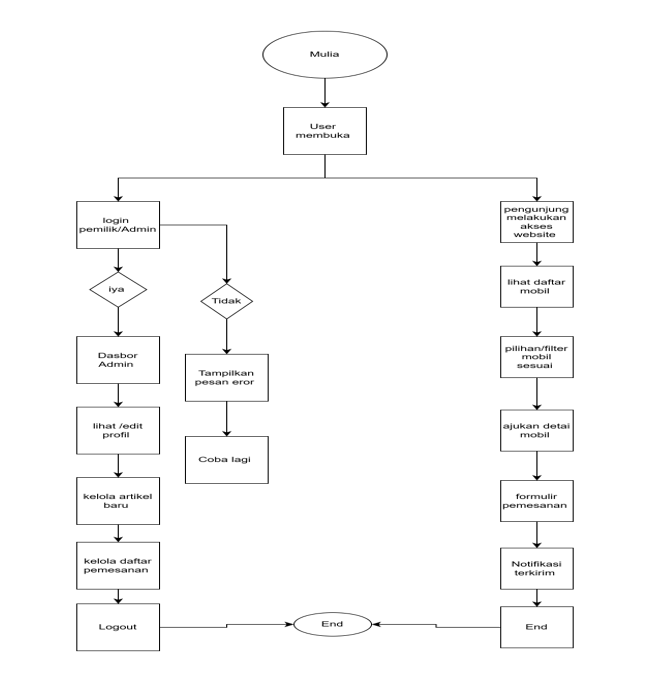 Mulia
User
membuka
login
pemilik/Admin
iya
Tidak
Dasbor
Admin
Tampilkan
pesan eror
lihat /edit
profil
Coba lagi
kelola artikel
baru
kelola daftar
pemesanan
Logout
End
pengunjung
melakukan
akses
website
lihat daftar
mobil
pilihan/filter
mobil
sesuai
ajukan detai
mobil
formulir
pemesanan
Notifikasi
terkirim
End